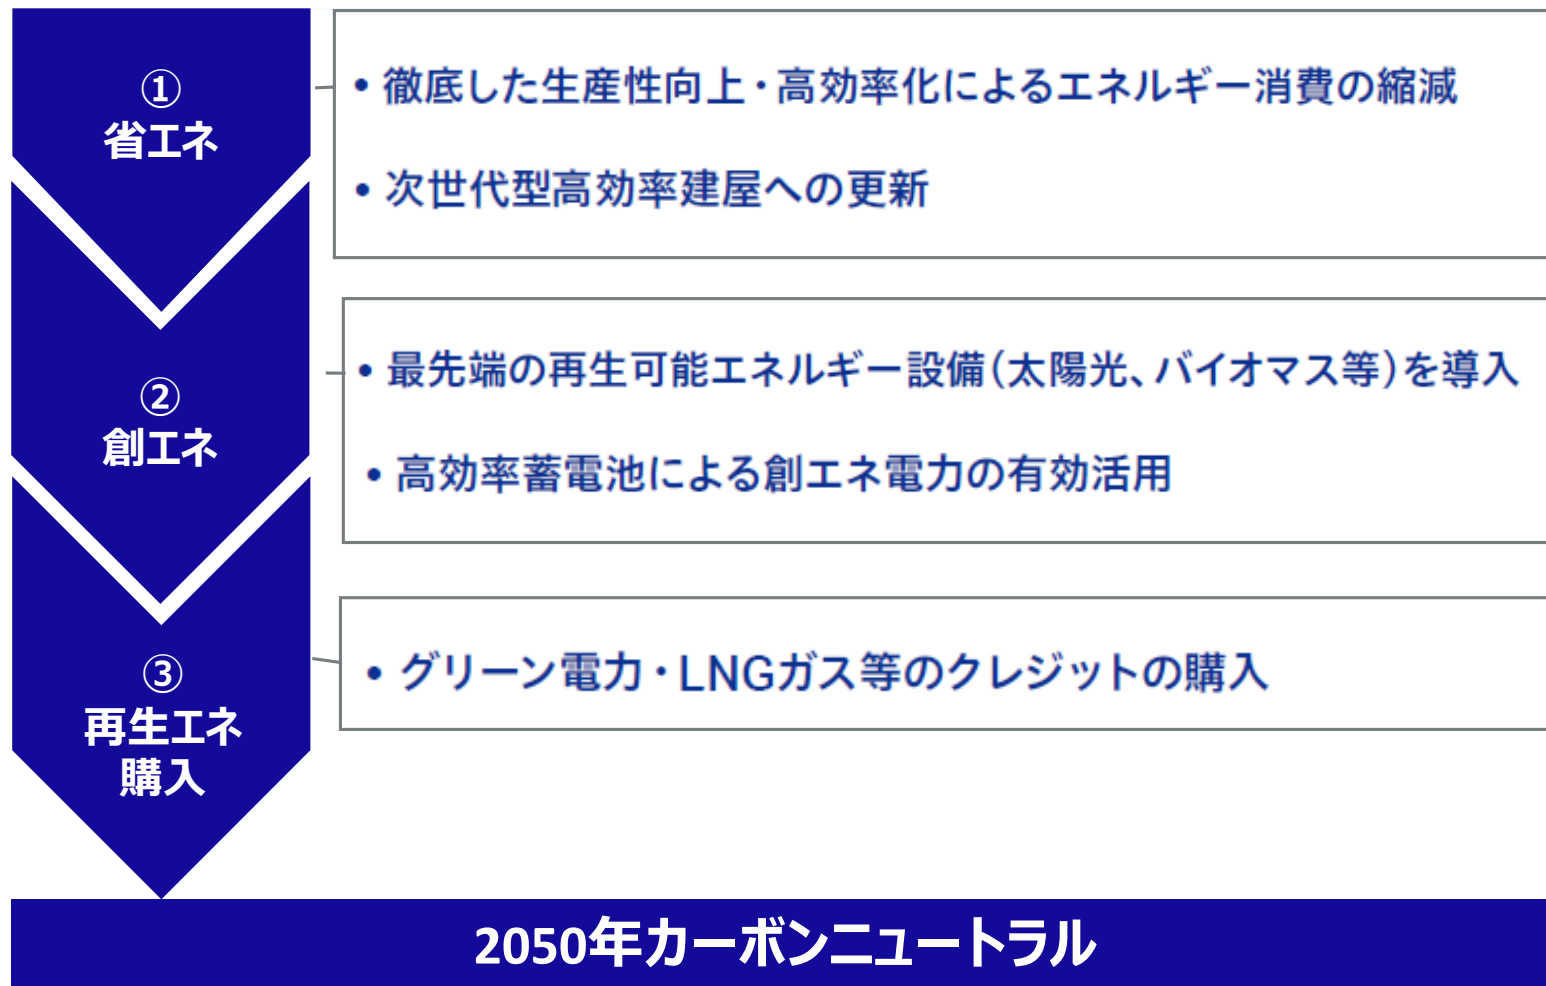 ①
省エネ
• 徹底した生産性向上・高効率化によるエネルギー消費の縮減
• 次世代型高効率建屋への更新
②
創エネ
• 最先端の再生可能エネルギー設備(太陽光、バイオマス等)を導入
• 高効率蓄電池による創エネ電力の有効活用
③
再生エネ
購入
• グリーン電力・LNGガス等のクレジットの購入
2050年カーボンニュートラル